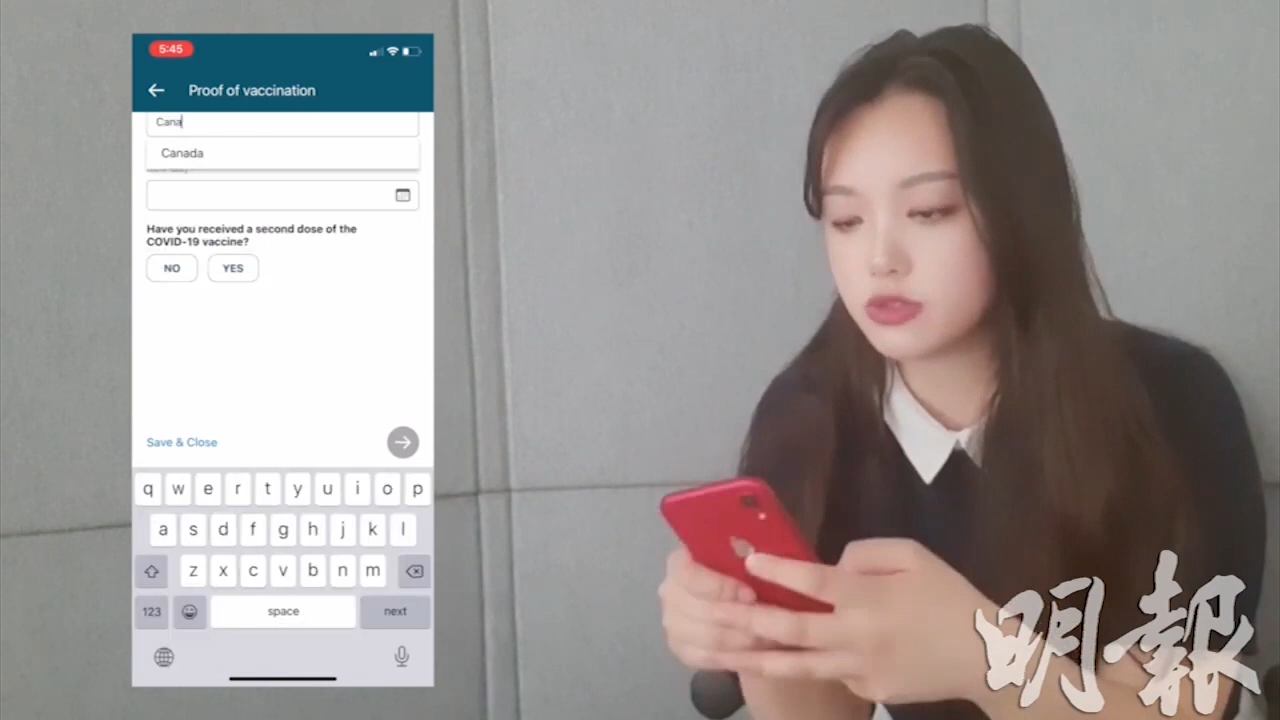 5:45
Proof of vaccination
Cana
Canada
Have you received a second dose of the
COVID-19 vaccine?
NO YES
Save & Close
q w e r t y u i o p
a s d f g h j k l
z x c v b n m
123 space next
明報